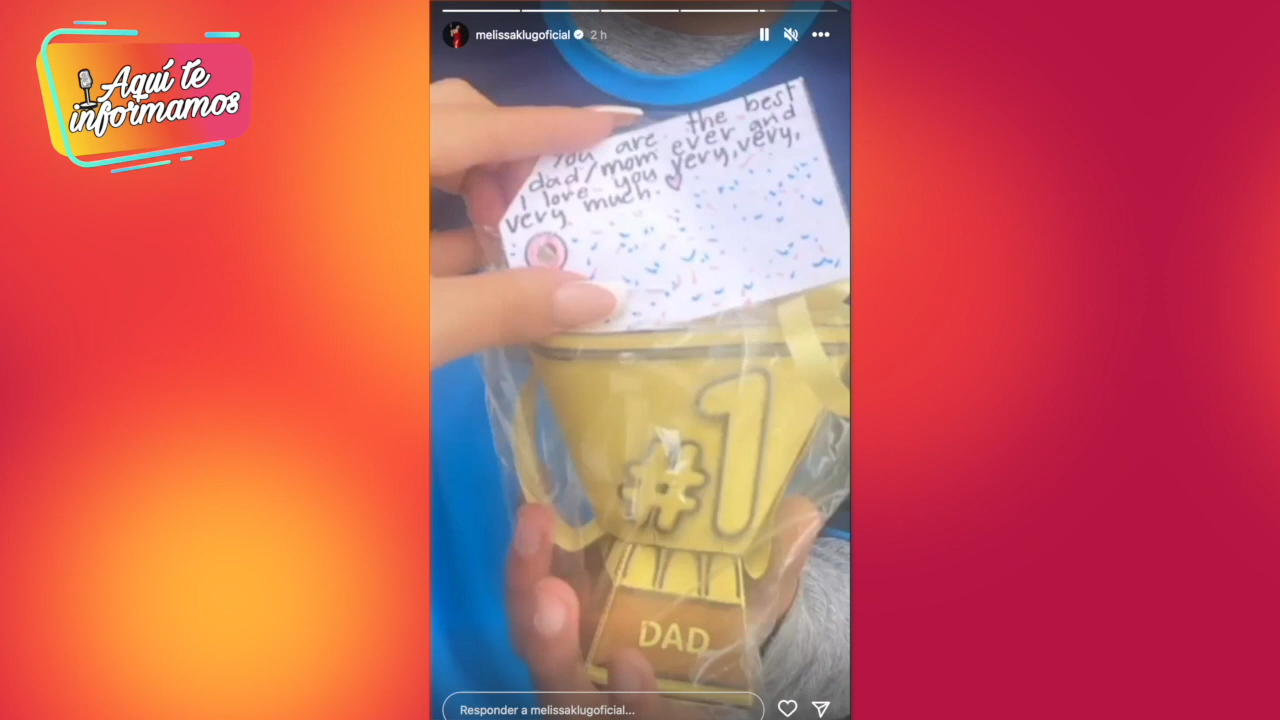 Aquí te
informamos
melissaklugoficial 2 h
You are the best
dad/mom ever and
I love you very, very,
very much.
#1
DAD
Responder a melissaklugoficial...